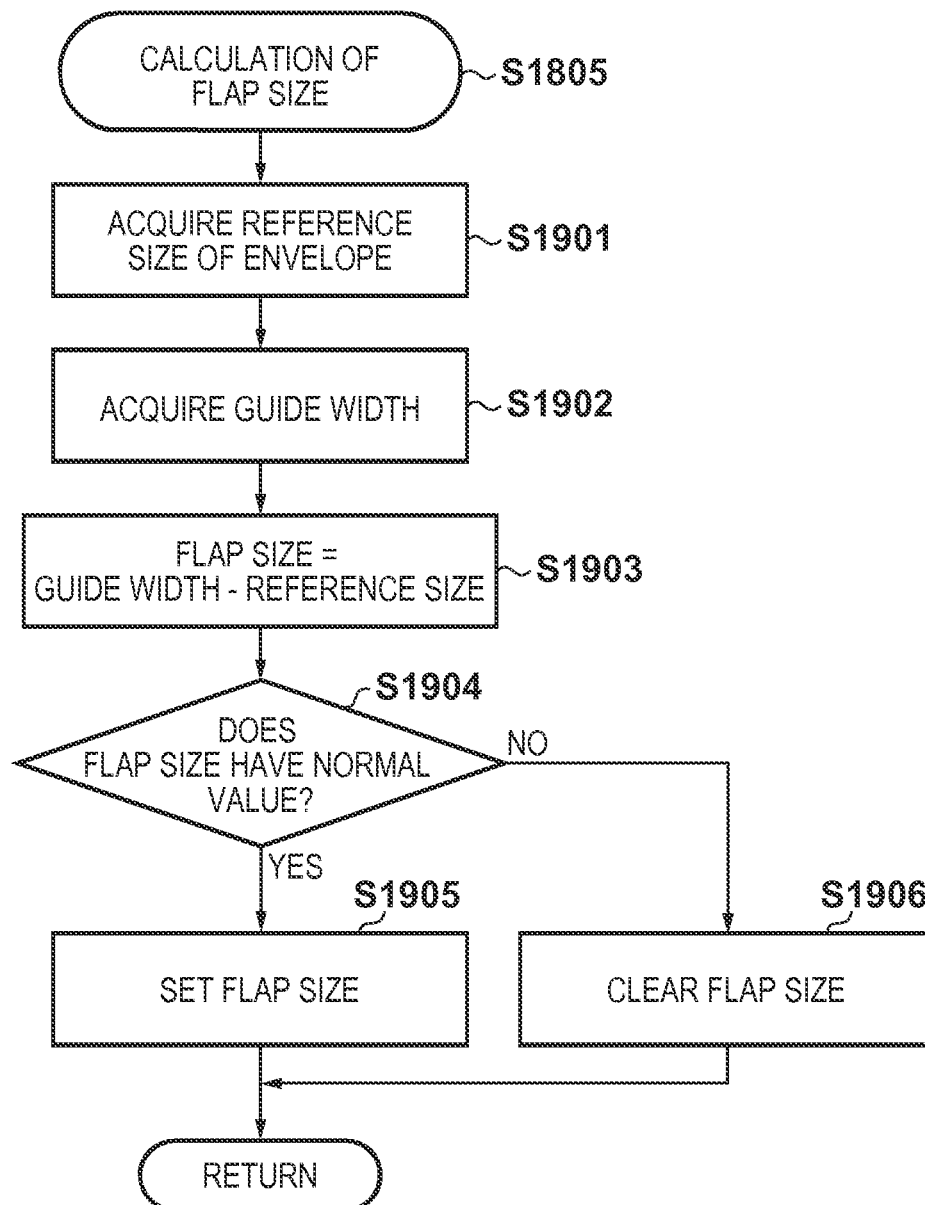 CALCULATION OF
FLAP SIZE
S1805
ACQUIRE REFERENCE
SIZE OF ENVELOPE
S1901
ACQUIRE GUIDE WIDTH
S1902
FLAP SIZE =
GUIDE WIDTH - REFERENCE SIZE
S1903
S1904
DOES
FLAP SIZE HAVE NORMAL
VALUE?
NO
YES
S1905
SET FLAP SIZE
S1906
CLEAR FLAP SIZE
RETURN